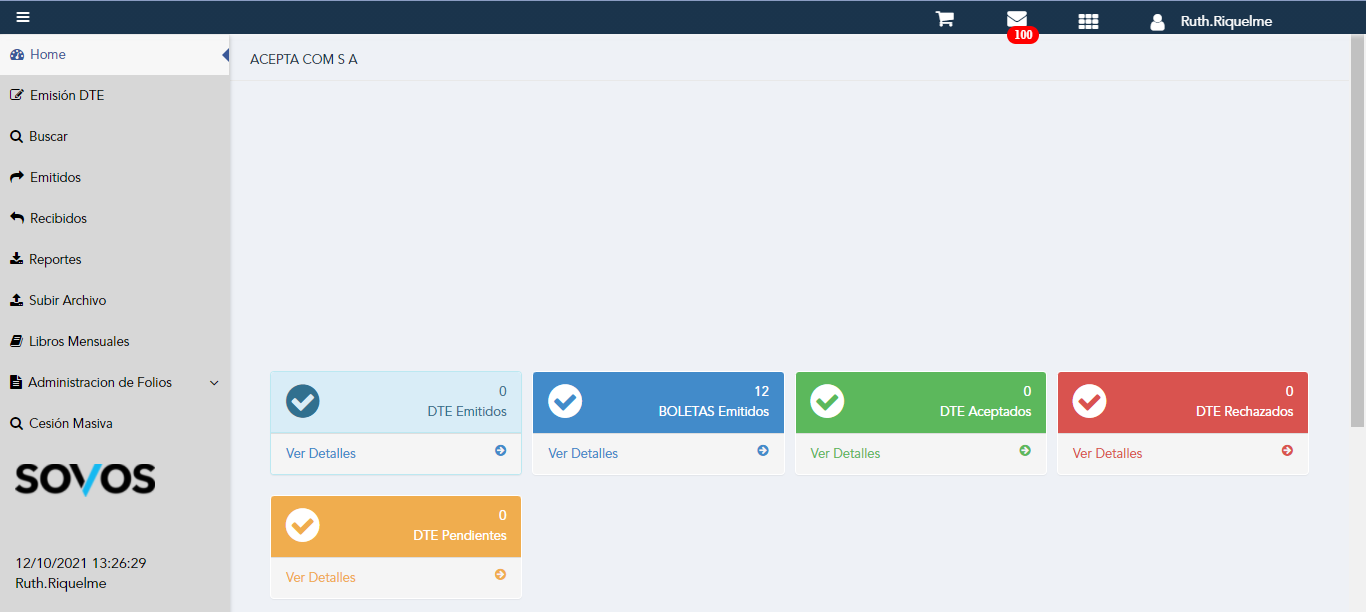 100
Ruth.Riquelme
Home
ACEPTA COM S A
Emisión DTE
Buscar
Emitidos
Recibidos
Reportes
Subir Archivo
Libros Mensuales
Administracion de Folios
Cesión Masiva
SOVOS
12/10/2021 13:26:29
Ruth.Riquelme
0
DTE Emitidos
Ver Detalles
12
BOLETAS Emitidos
Ver Detalles
0
DTE Aceptados
Ver Detalles
0
DTE Rechazados
Ver Detalles
0
DTE Pendientes
Ver Detalles